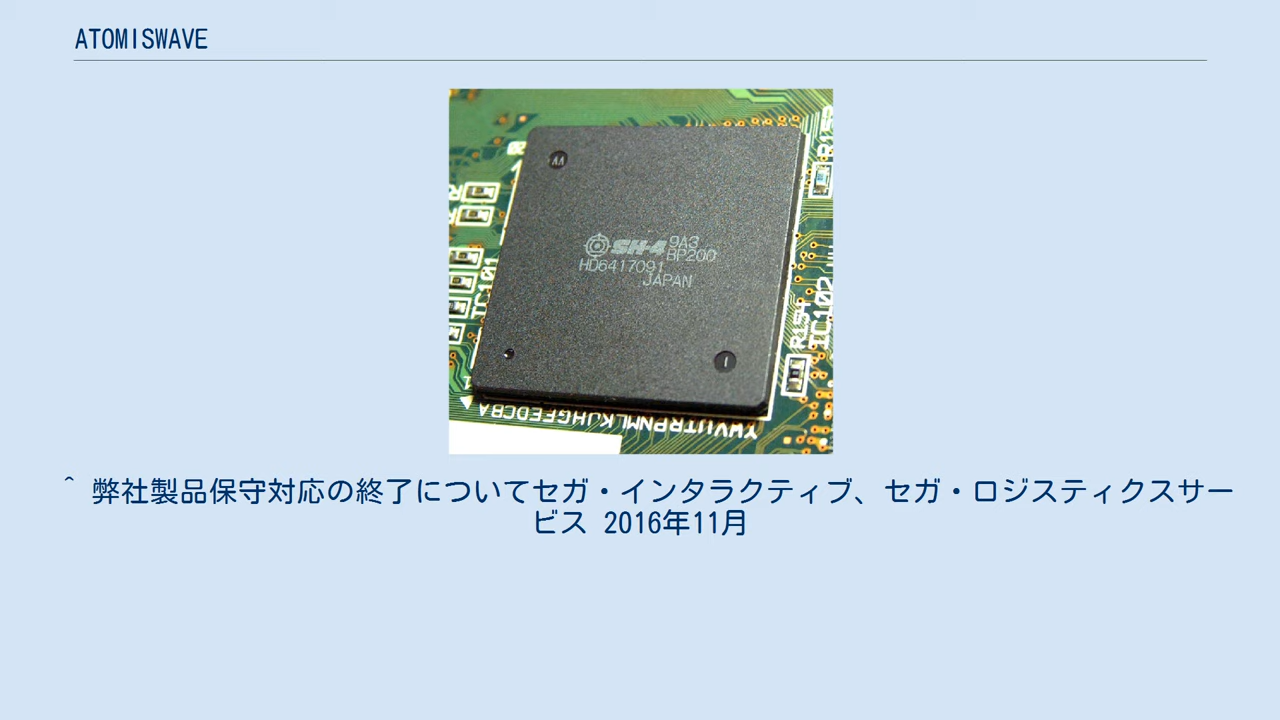 ATOMISWAVE
SH-4 9A3
BP200
HD6417091
JAPAN
IC101
R154
IC102
YWVUTRPNMLKJHGFEDCBA
^ 弊社製品保守対応の終了についてセガ・インタラクティブ、セガ・ロジスティクスサー
ビス 2016年11月